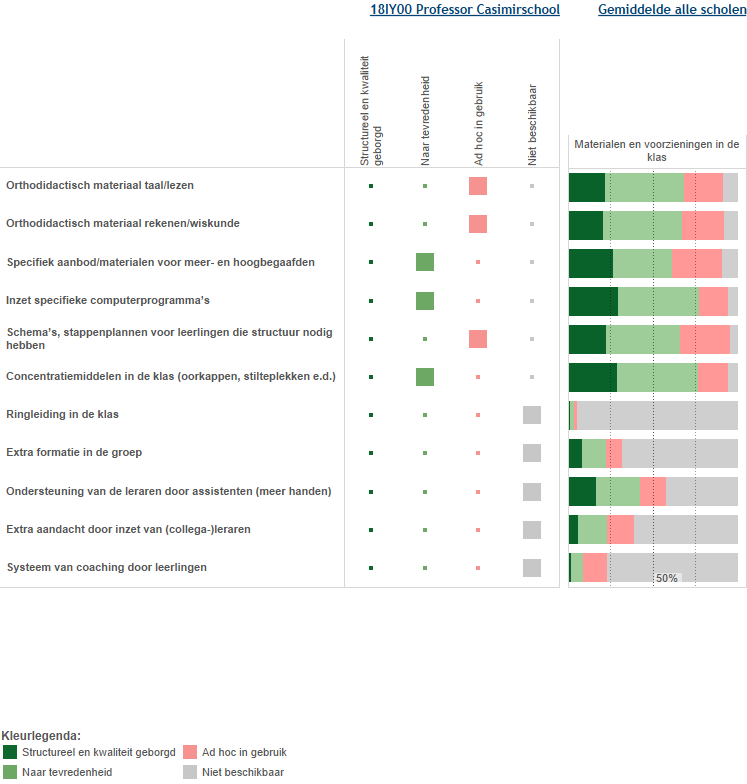 18IY00 Professor Casimirschool
Gemiddelde alle scholen
Structureel en kwaliteit
geborgd
Naar tevredenheid
Ad hoc in gebruik
Niet beschikbaar
Materialen en voorzieningen in de
klas
Orthodidactisch materiaal taal/lezen
Orthodidactisch materiaal rekenen/wiskunde
Specifiek aanbod/materialen voor meer- en hoogbegaafden
Inzet specifieke computerprogramma's
Schema's, stappenplannen voor leerlingen die structuur nodig
hebben
Concentratiemiddelen in de klas (oorkappen, stilteplekken e.d.)
Ringleiding in de klas
Extra formatie in de groep
Ondersteuning van de leraren door assistenten (meer handen)
Extra aandacht door inzet van (collega-)leraren
Systeem van coaching door leerlingen
50%
Kleurlegenda:
Structureel en kwaliteit geborgd
Ad hoc in gebruik
Naar tevredenheid
Niet beschikbaar